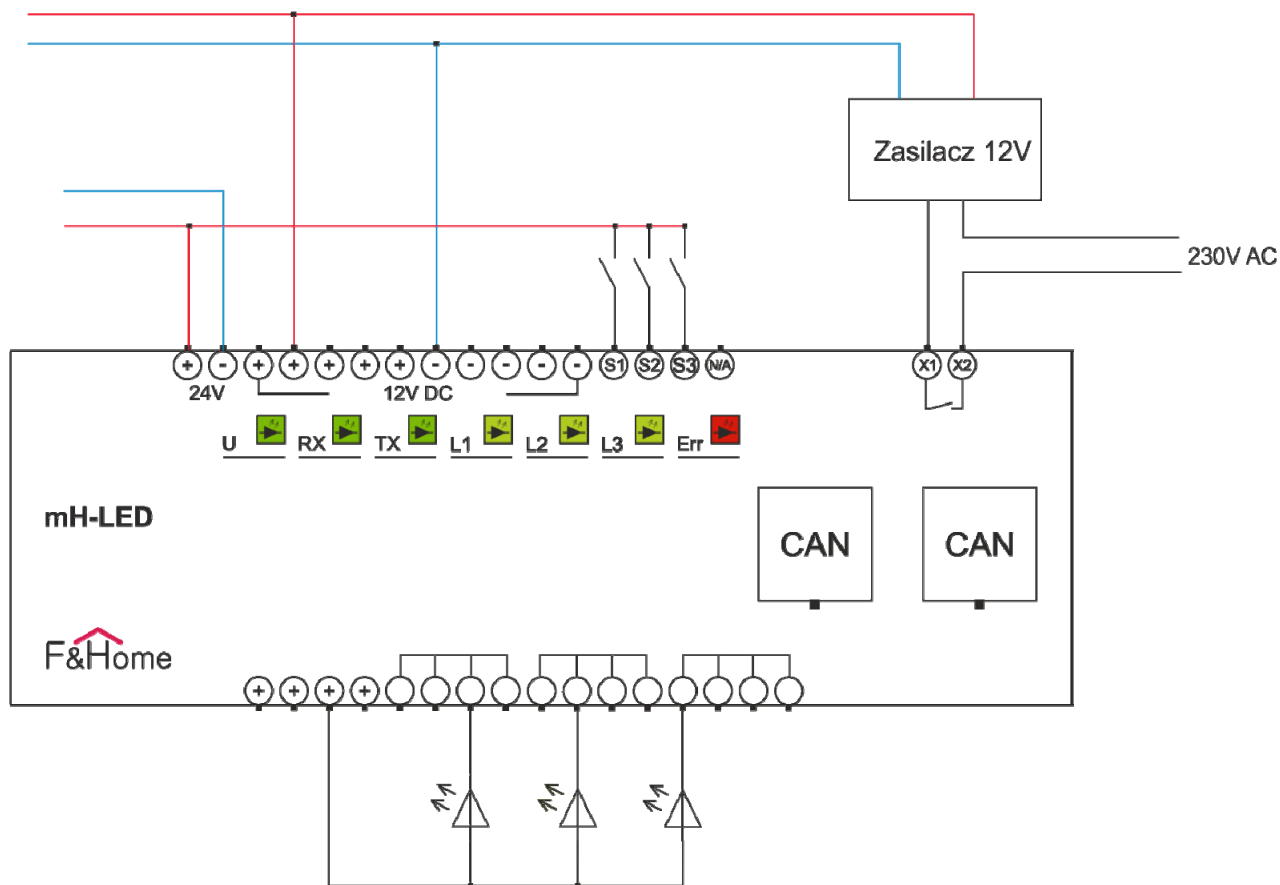 Zasilacz 12V
230V AC
+ - + + + + + - - - - - S1 S2 S3 N/A X1 X2
24V 12V DC
U RX TX L1 L2 L3 Err
mH-LED
CAN CAN
F&Home
+ + + +